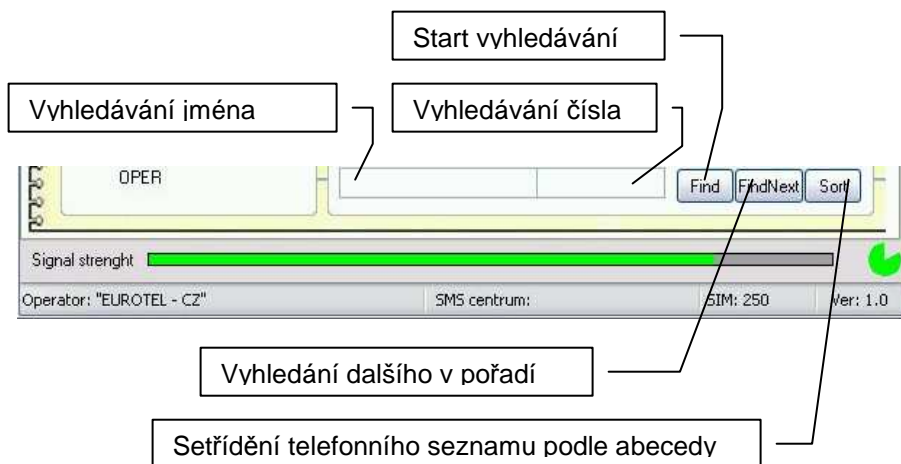 Start vyhledávání
Vyhledávání jména
Vyhledávání čísla
OPER
Find FindNext Sort
Signal strenght
Operator: "EUROTEL - CZ" SMS centrum: SIM: 250 Ver: 1.0
Vyhledání dalšího v pořadí
Setřídění telefonního seznamu podle abecedy